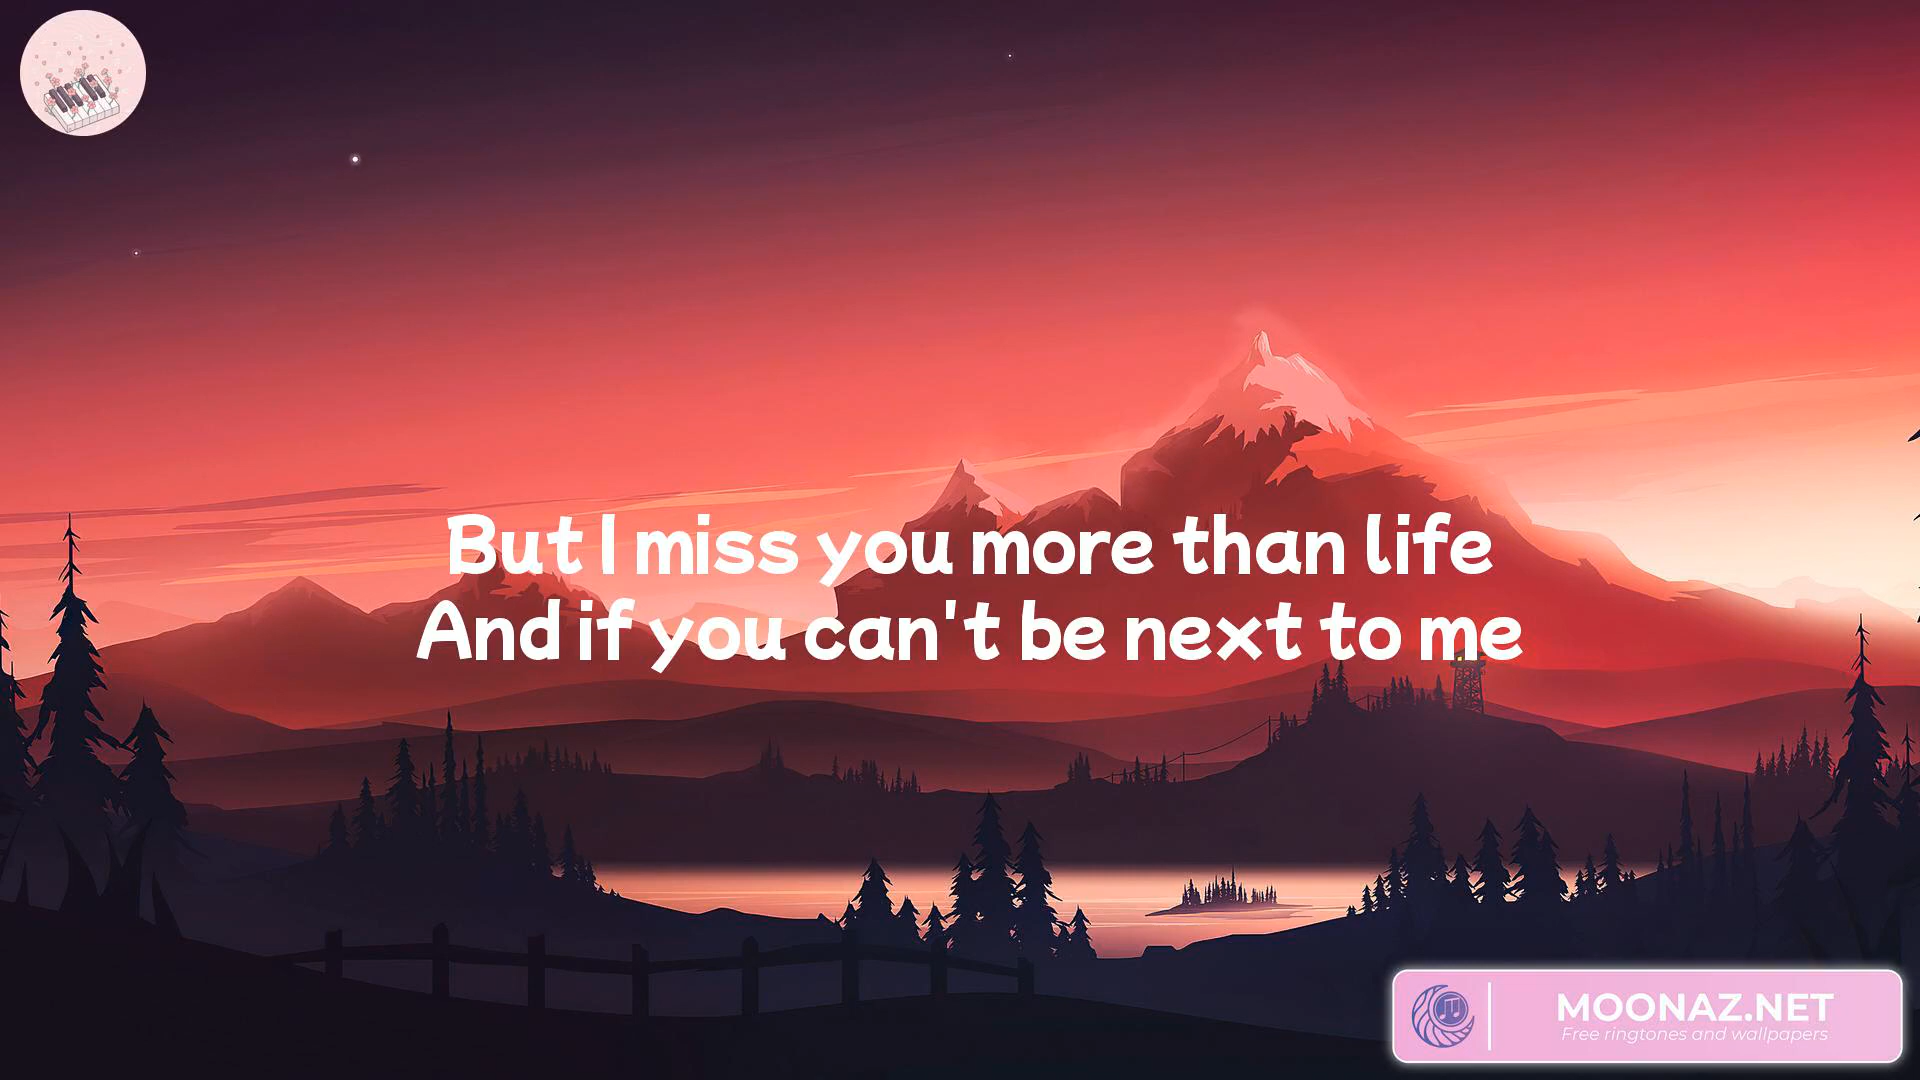 But I miss you more than life
And if you can't be next to me
MOONAZ.NET
Free ringtones and wallpapers